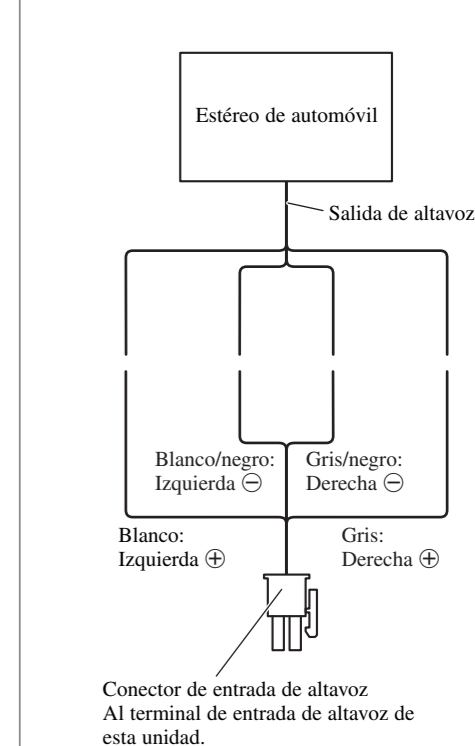 Estéreo de automóvil
Salida de altavoz
Blanco/negro:
Izquierda ⊖
Gris/negro:
Derecha ⊖
Blanco:
Izquierda ⊕
Gris:
Derecha ⊕
Conector de entrada de altavoz
Al terminal de entrada de altavoz de
esta unidad.